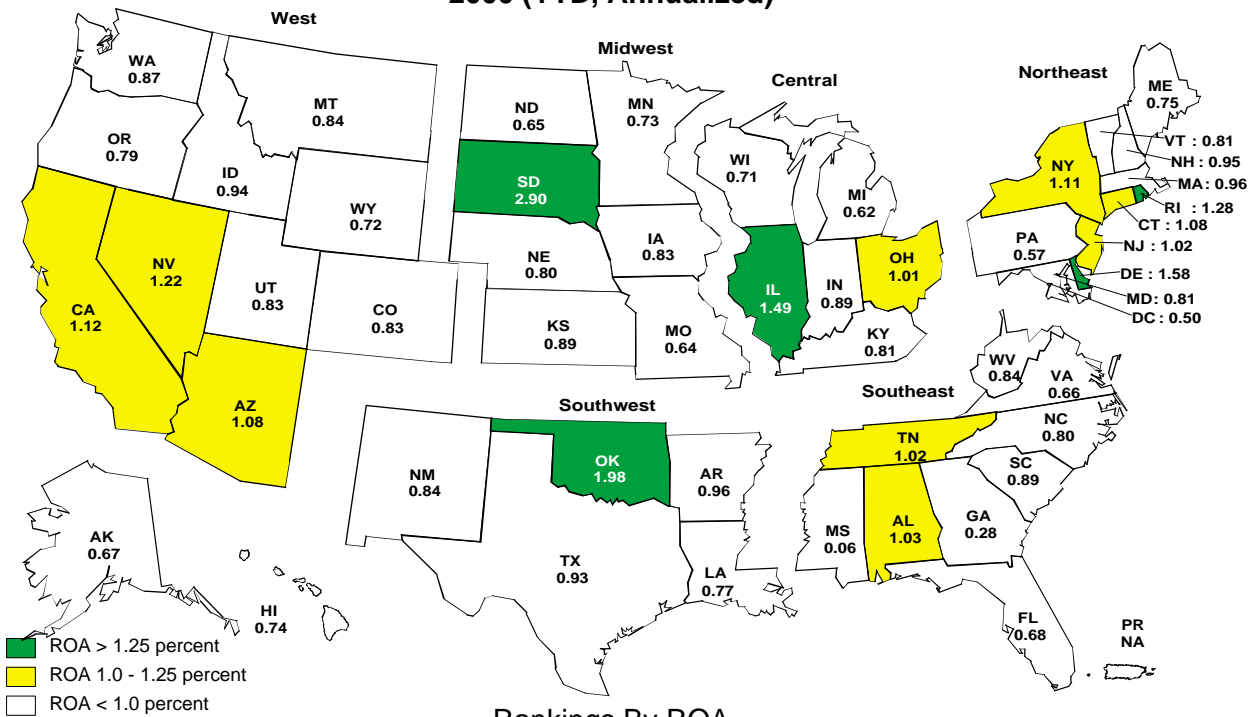 West
Midwest
Central
Northeast
WA
0.87
MT
0.84
OR
0.79
ID
0.94
WY
0.72
NV
1.22
CA
1.12
UT
0.83
CO
0.83
AZ
1.08
AK
0.67
HI
0.74
ND
0.65
MN
0.73
SD
2.90
NE
0.80
IA
0.83
KS
0.89
MO
0.64
WI
0.71
MI
0.62
IL
1.49
IN
0.89
OH
1.01
KY
0.81
ME
0.75
NY
1.11
PA
0.57
VT : 0.81
NH : 0.95
MA: 0.96
RI : 1.28
CT : 1.08
NJ : 1.02
DE : 1.58
MD: 0.81
DC : 0.50
Southwest
NM
0.84
OK
1.98
AR
0.96
TX
0.93
LA
0.77
Southeast
WV
0.84
VA
0.66
TN
1.02
NC
0.80
SC
0.89
MS
0.06
AL
1.03
GA
0.28
FL
0.68
PR
NA
ROA > 1.25 percent
ROA 1.0 - 1.25 percent
ROA < 1.0 percent